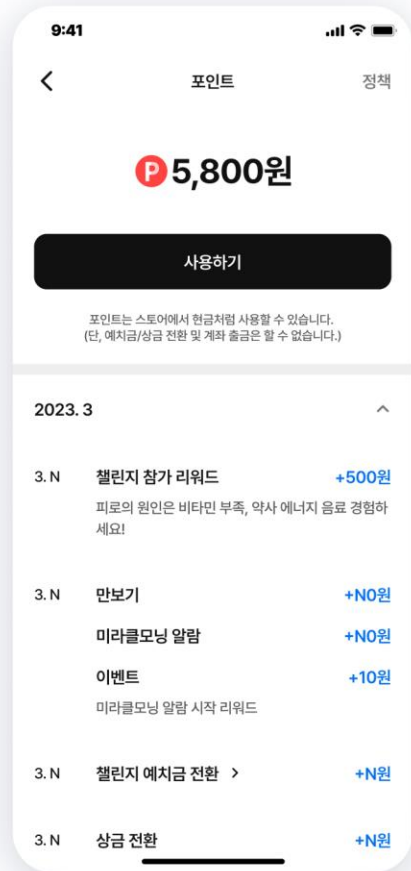 9:41
포인트
정책
P 5,800원
사용하기
포인트는 스토어에서 현금처럼 사용할 수 있습니다.
(단, 예치금/상금 전환 및 계좌 출금은 할 수 없습니다.)
2023. 3
3. N 챌린지 참가 리워드 +500원
피로의 원인은 비타민 부족, 약사 에너지 음료 경험하
세요!
3. N 만보기 +N0원
미라클모닝 알람 +N0원
이벤트 +10원
미라클모닝 알람 시작 리워드
3. N 챌린지 예치금 전환 +N원
3. N 상금 전환 +N원